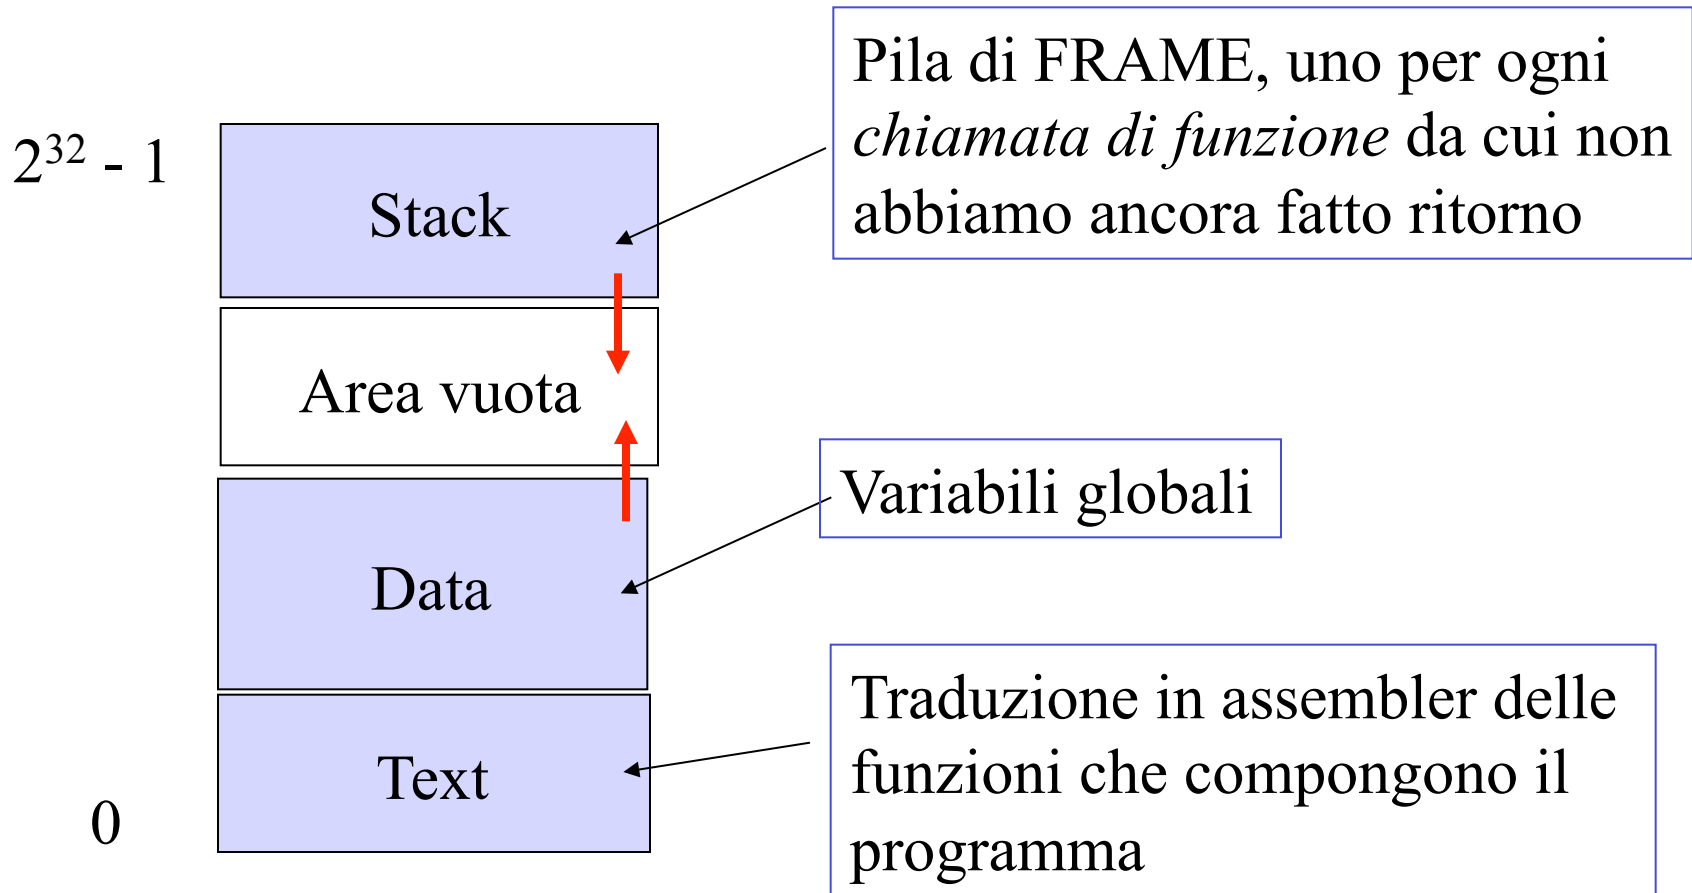 Pila di FRAME, uno per ogni
chiamata di funzione da cui non
abbiamo ancora fatto ritorno
2³² - 1
Stack
Area vuota
Variabili globali
Data
Traduzione in assembler delle
funzioni che compongono il
programma
Text
0